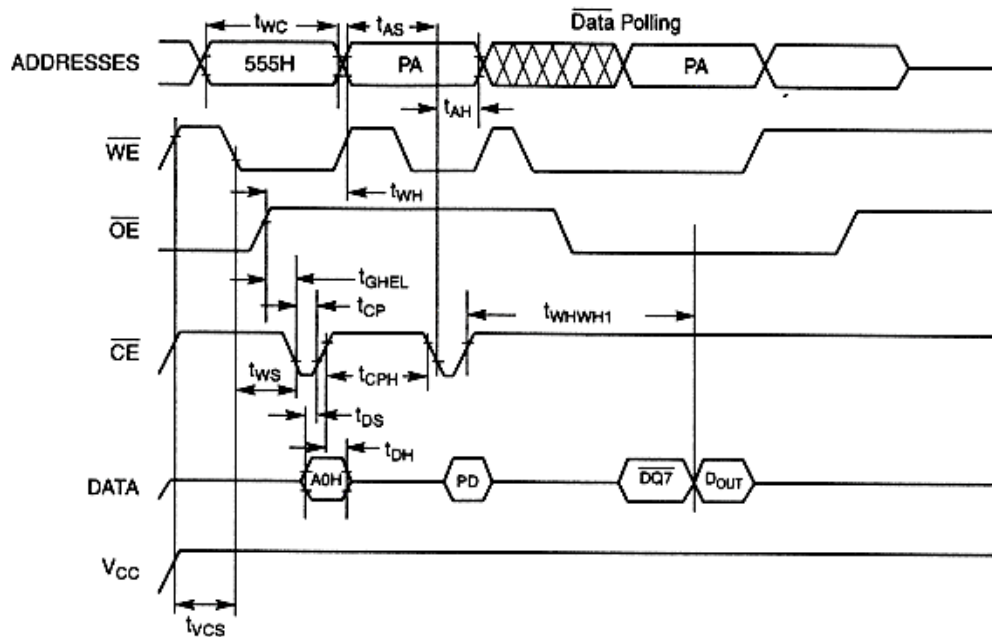 Data Polling
tWC
tAS
ADDRESSES
555H
PA
PA
tAH
WE
tWH
OE
tGHEL
tCP
tWHWH1
CE
tWS
tCPH
tDS
tDH
DATA
A0H
PD
DQ7
DOUT
VCC
tVCS